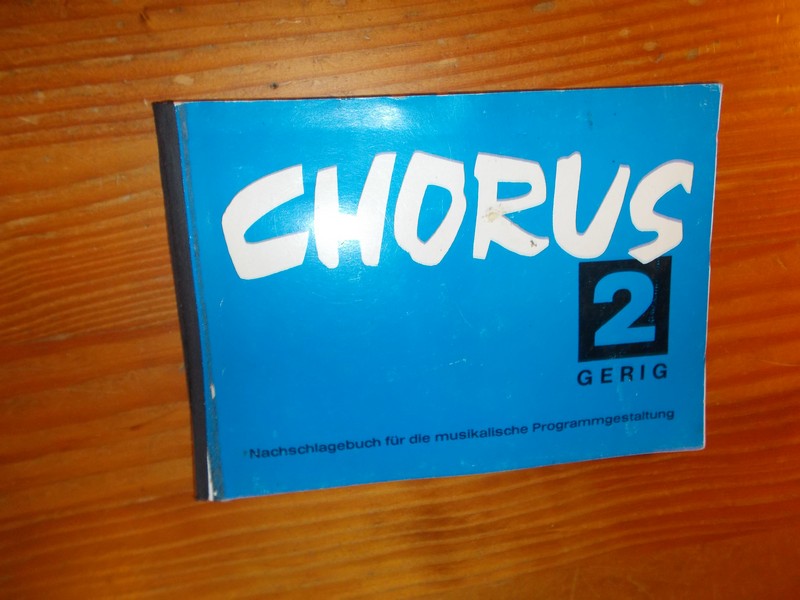 CHORUS
2
GERIG
Nachschlagebuch für die musikalische Programmgestaltung